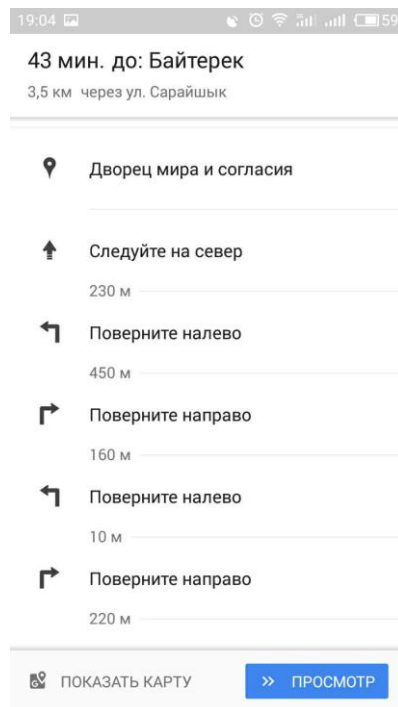 19:04 59
43 мин. до: Байтерек
3,5 км через ул. Сарайшык
Дворец мира и согласия
Следуйте на север
230 м
Поверните налево
450 м
Поверните направо
160 м
Поверните налево
10 м
Поверните направо
220 м
ПОКАЗАТЬ КАРТУ
ПРОСМОТР